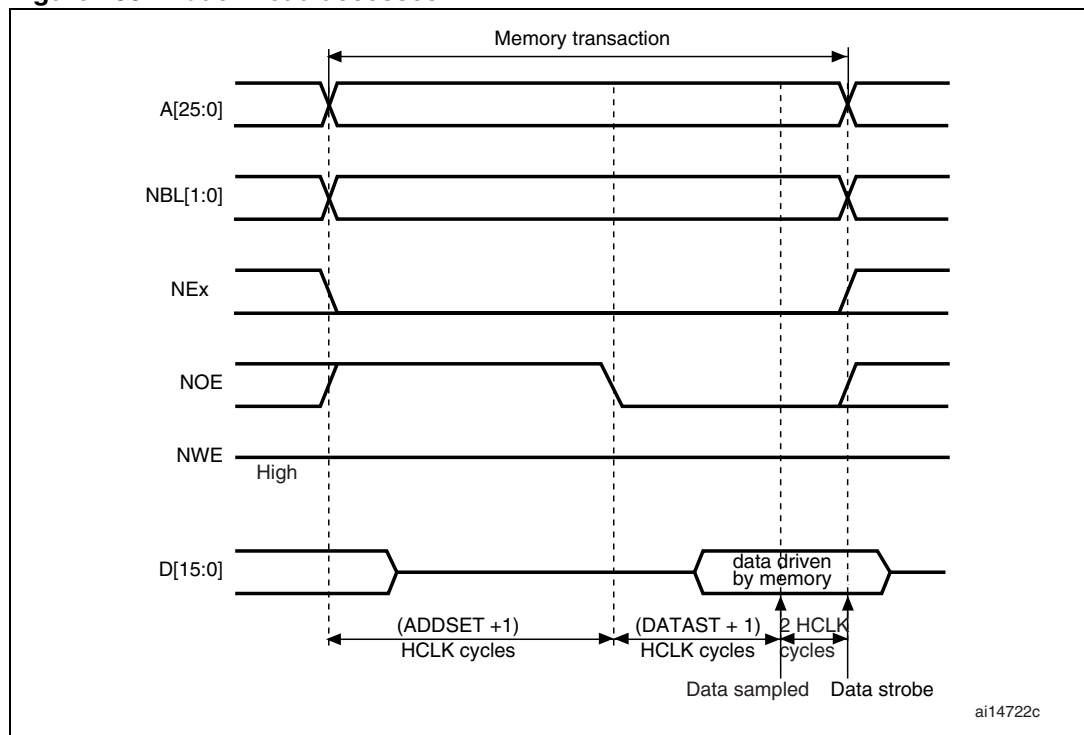 Memory transaction
A[25:0]
NBL[1:0]
NEx
NOE
NWE
High
D[15:0]
data driven
by memory
(ADDSET +1)
HCLK cycles
(DATAST + 1)
HCLK cycles
2 HCLK
cycles
Data sampled
Data strobe
ai14722c